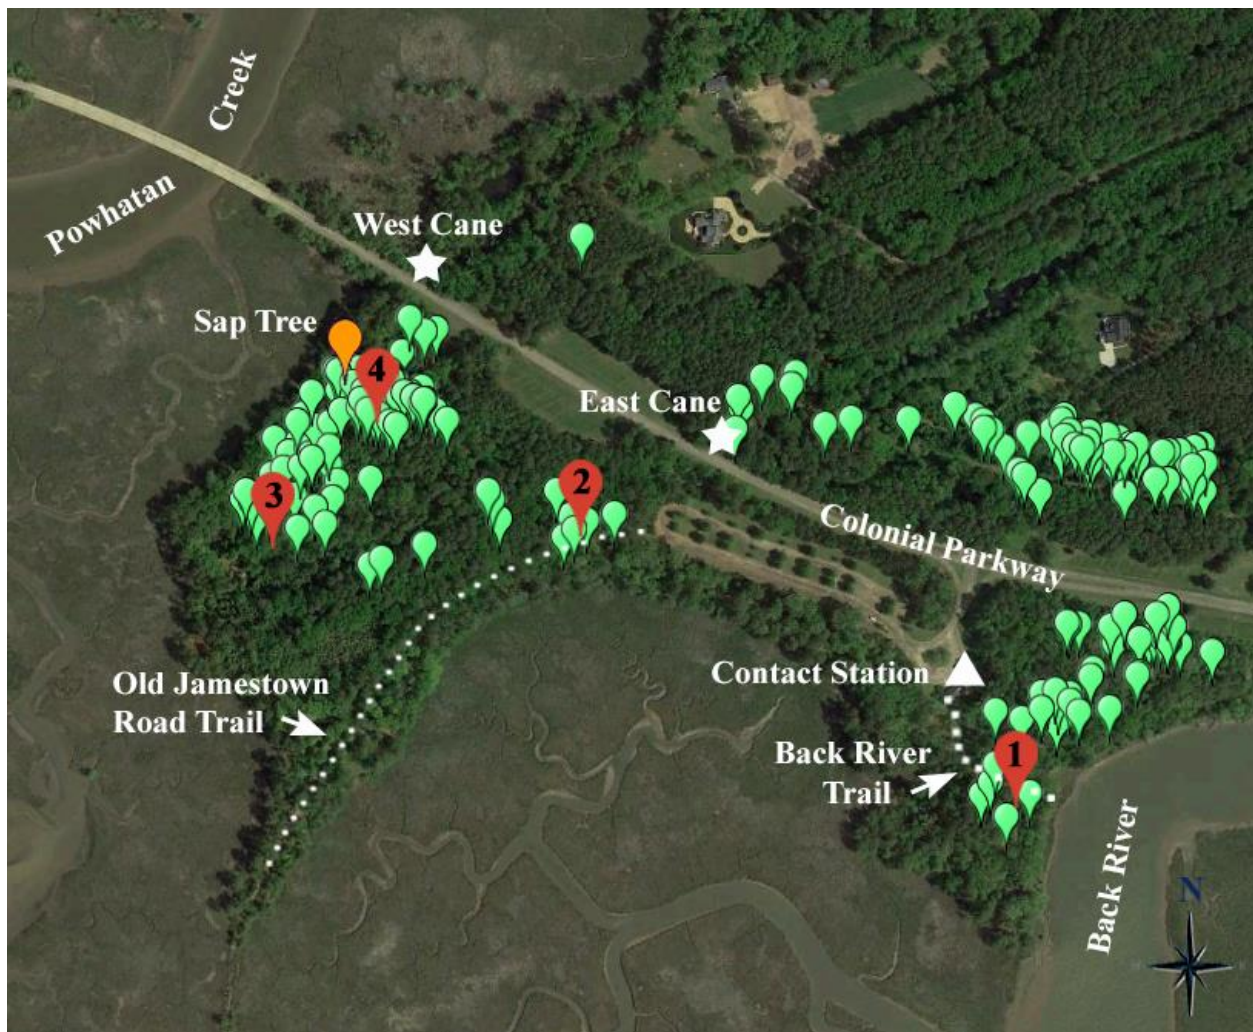 Creek
Powhatan
West Cane
Sap Tree
4
East Cane
3
2
Colonial Parkway
Contact Station
Old Jamestown
Road Trail
Back River
Trail
1
Back River
N